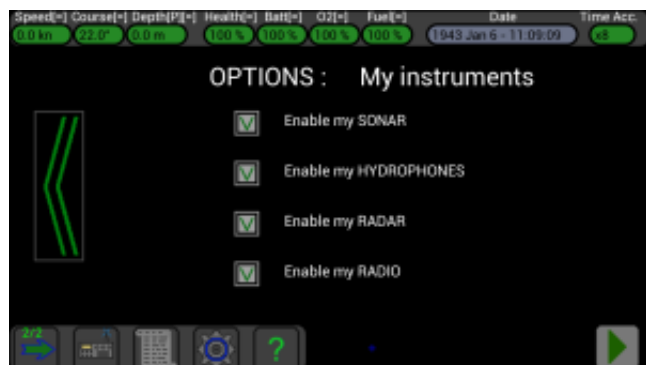 Speed[=] Course[=] Depth[P][=] Health[=] Batt[=] O2[=] Fuel[=] Date Time Acc.
0.0 kn 22.0° 0.0 m 100 % 100 % 100 % 100 % 1943 Jan 6 - 11:09:09 x8
OPTIONS : My instruments
Enable my SONAR
Enable my HYDROPHONES
Enable my RADAR
Enable my RADIO
2/2
?